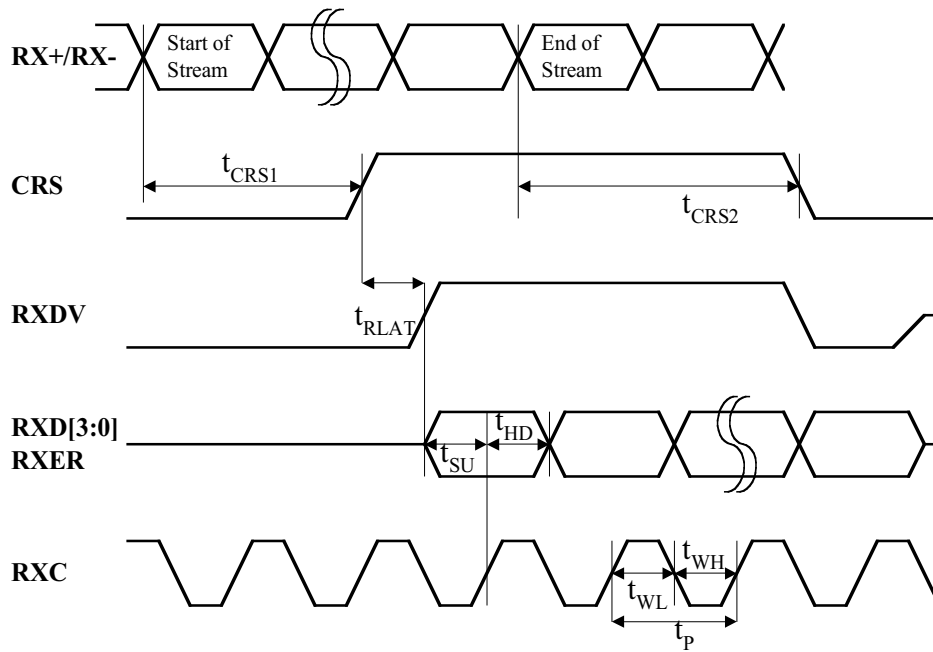 RX+/RX-
Start of
Stream
End of
Stream
CRS
tCRS1
tCRS2
RXDV
tRLAT
RXD[3:0]
RXER
tSU
tHD
RXC
tWL
tWH
tP